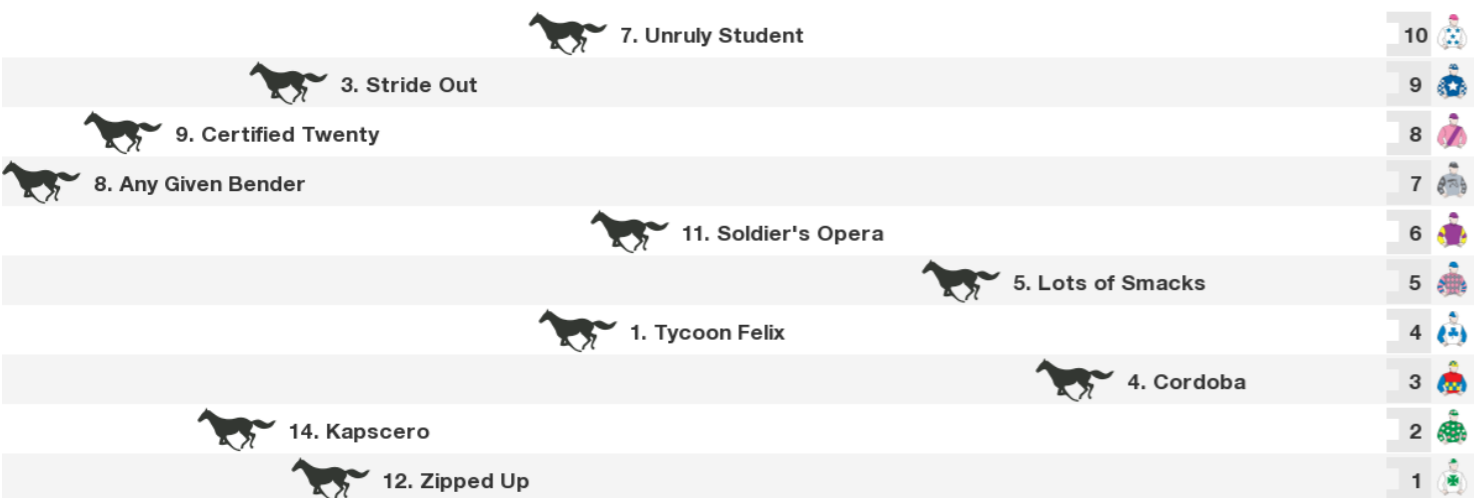 7. Unruly Student 10
3. Stride Out 9
9. Certified Twenty 8
8. Any Given Bender 7
11. Soldier's Opera 6
5. Lots of Smacks 5
1. Tycoon Felix 4
4. Cordoba 3
14. Kapscero 2
12. Zipped Up 1